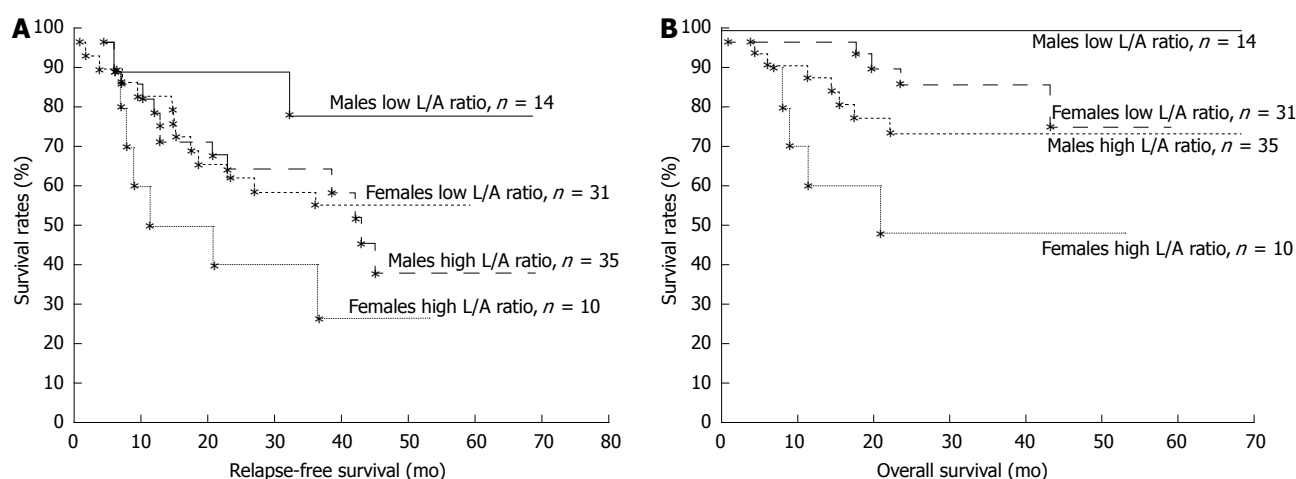 A
100
90
80
70
60
50
40
30
20
10
0
Survival rates (%)
0 10 20 30 40 50 60 70 80
Relapse-free survival (mo)
Males low L/A ratio, n = 14
Females low L/A ratio, n = 31
Males high L/A ratio, n = 35
Females high L/A ratio, n = 10
B
100
90
80
70
60
50
40
30
20
10
0
Survival rates (%)
0 10 20 30 40 50 60 70
Overall survival (mo)
Males low L/A ratio, n = 14
Females low L/A ratio, n = 31
Males high L/A ratio, n = 35
Females high L/A ratio, n = 10